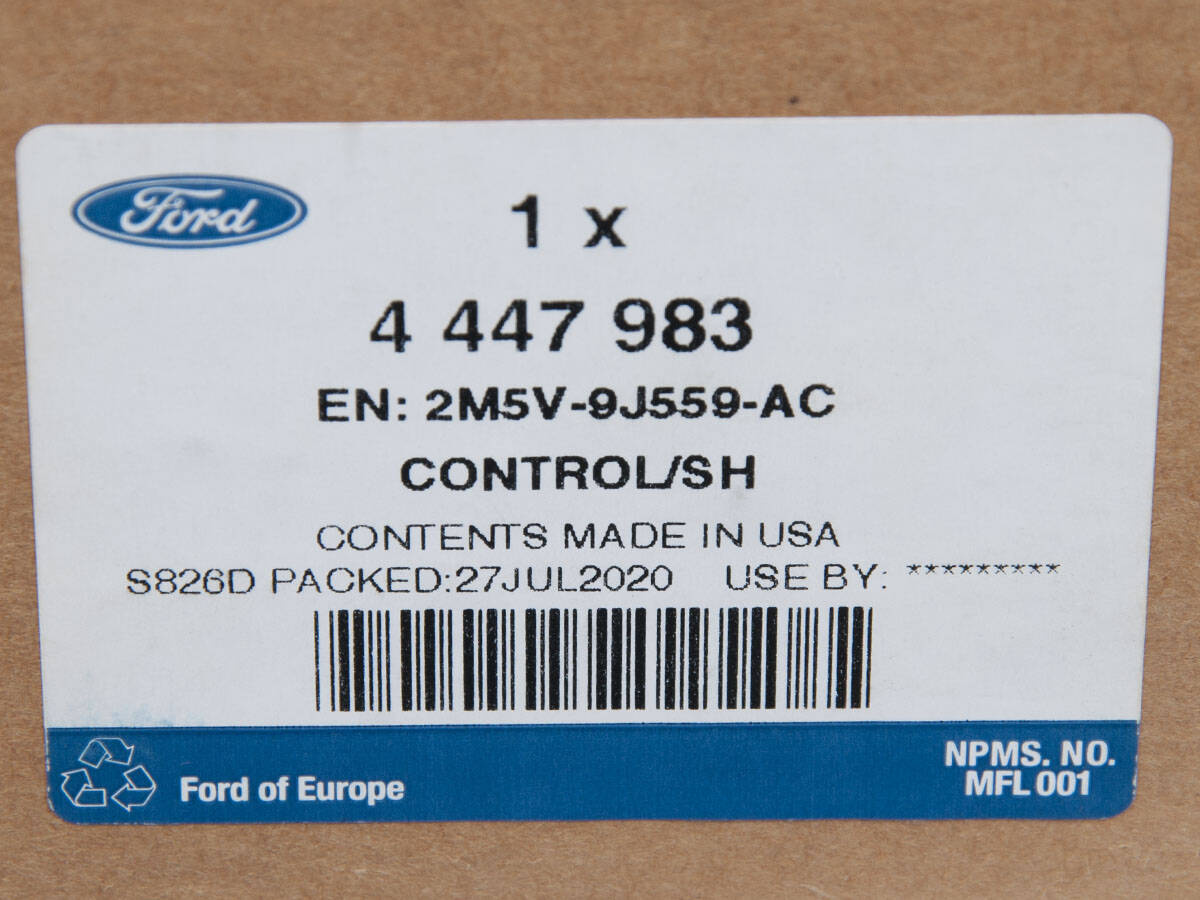 Ford
1 x
4 447 983
EN: 2M5V-9J559-AC
CONTROL/SH
CONTENTS MADE IN USA
S826D PACKED:27JUL2020 USE BY: *********
Ford of Europe
NPMS. NO.
MFL 001